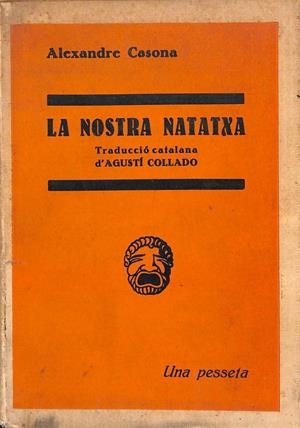 Alexandre Casona
LA NOSTRA NATATXA
Traducció catalana
d'AGUSTÍ COLLADO
Una pesseta